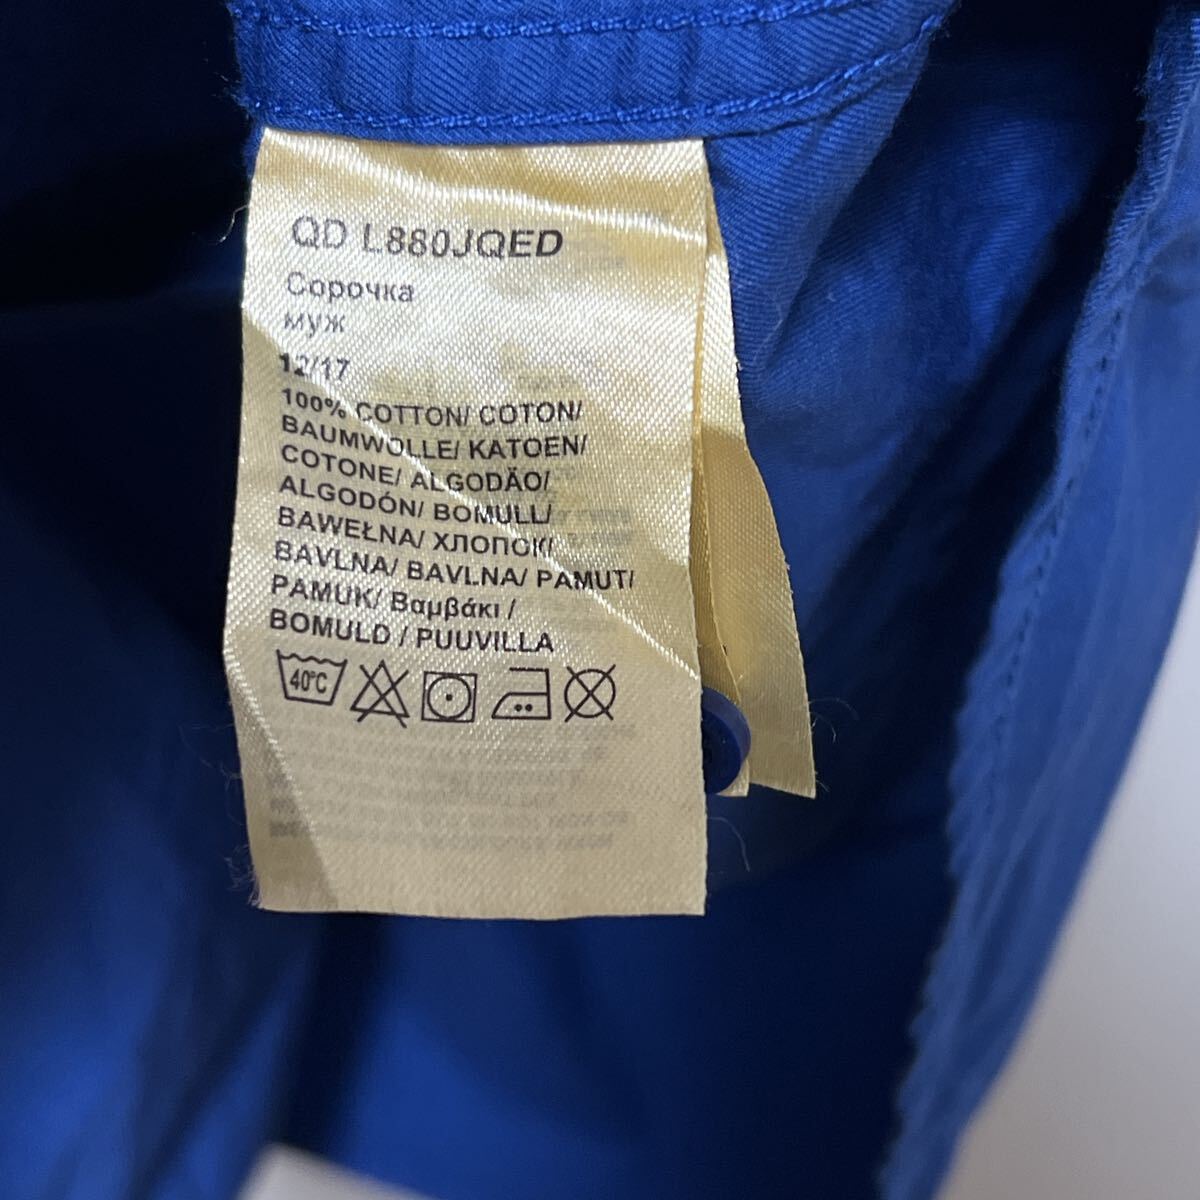 QD L880JQED
Сорочка
муж
12/17
100% COTTON/ COTON/
BAUMWOLLE/ KATOEN/
COTONE/ ALGODÃO/
ALGODÓN/ BOMULL/
BAWEŁNA/ ХЛОПОК/
BAVLNA/ BAVLNA/ PAMUT/
PAMUK/ Βαμβάκι /
BOMULD / PUUVILLA
40°C